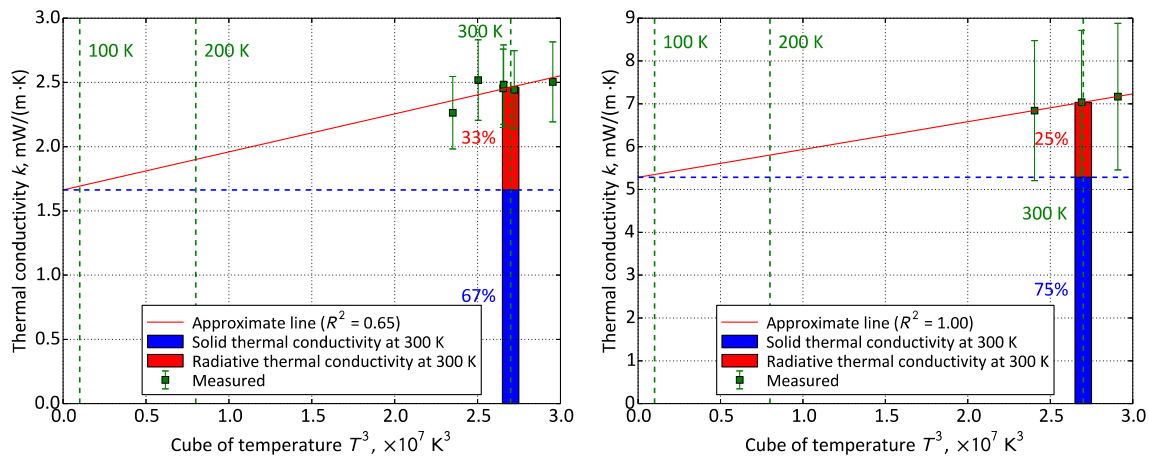 3.0
2.5
2.0
1.5
1.0
0.5
0.0
Thermal conductivity k, mW/(m·K)
100 K
200 K
300 K
33%
67%
Approximate line (R² = 0.65)
Solid thermal conductivity at 300 K
Radiative thermal conductivity at 300 K
Measured
0.0 0.5 1.0 1.5 2.0 2.5 3.0
Cube of temperature T³, ×10⁷ K³
9
8
7
6
5
4
3
2
1
0
Thermal conductivity k, mW/(m·K)
100 K
200 K
25%
300 K
75%
Approximate line (R² = 1.00)
Solid thermal conductivity at 300 K
Radiative thermal conductivity at 300 K
Measured
0.0 0.5 1.0 1.5 2.0 2.5 3.0
Cube of temperature T³, ×10⁷ K³